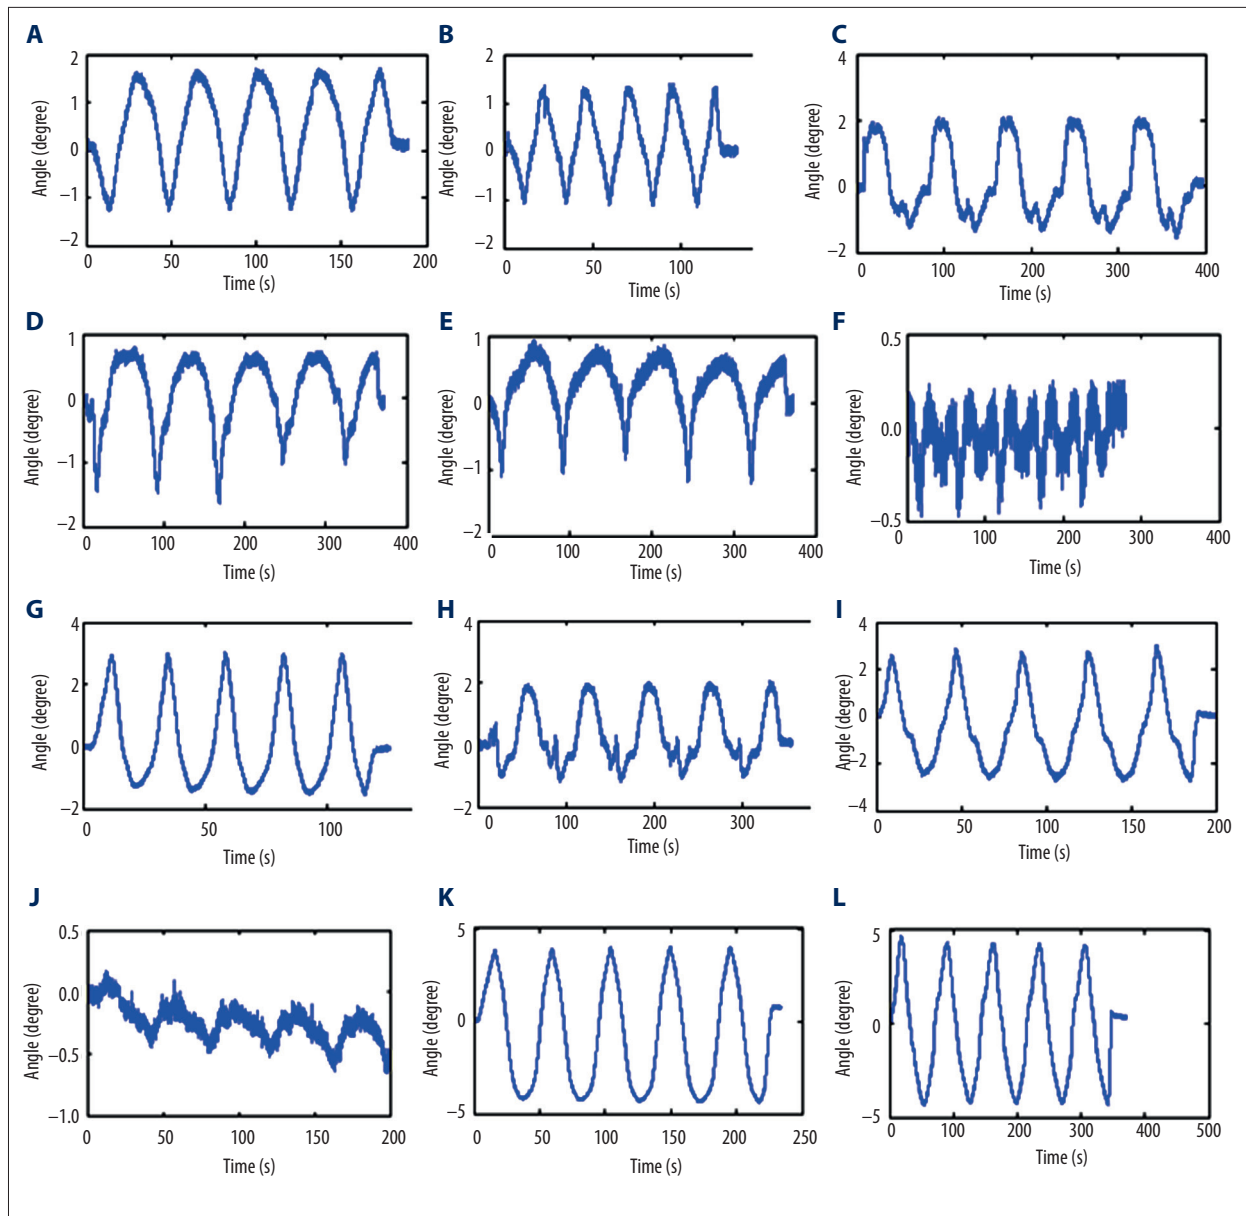 A
2
1
0
−1
−2
Angle (degree)
0 50 100 150 200
Time (s)
B
2
1
0
−1
−2
Angle (degree)
0 50 100
Time (s)
C
4
2
0
−2
Angle (degree)
0 100 200 300 400
Time (s)
D
1
0
−1
−2
Angle (degree)
0 100 200 300 400
Time (s)
E
1
0
−1
−2
Angle (degree)
0 100 200 300 400
Time (s)
F
0.5
0.0
−0.5
Angle (degree)
0 100 200 300 400
Time (s)
G
4
2
0
−2
Angle (degree)
0 50 100
Time (s)
H
4
2
0
−2
Angle (degree)
0 100 200 300
Time (s)
I
4
2
0
−2
−4
Angle (degree)
0 50 100 150 200
Time (s)
J
0.5
0.0
−0.5
−1.0
Angle (degree)
0 50 100 150 200
Time (s)
K
5
0
−5
Angle (degree)
0 50 100 150 200 250
Time (s)
L
5
0
−5
Angle (degree)
0 100 200 300 400 500
Time (s)